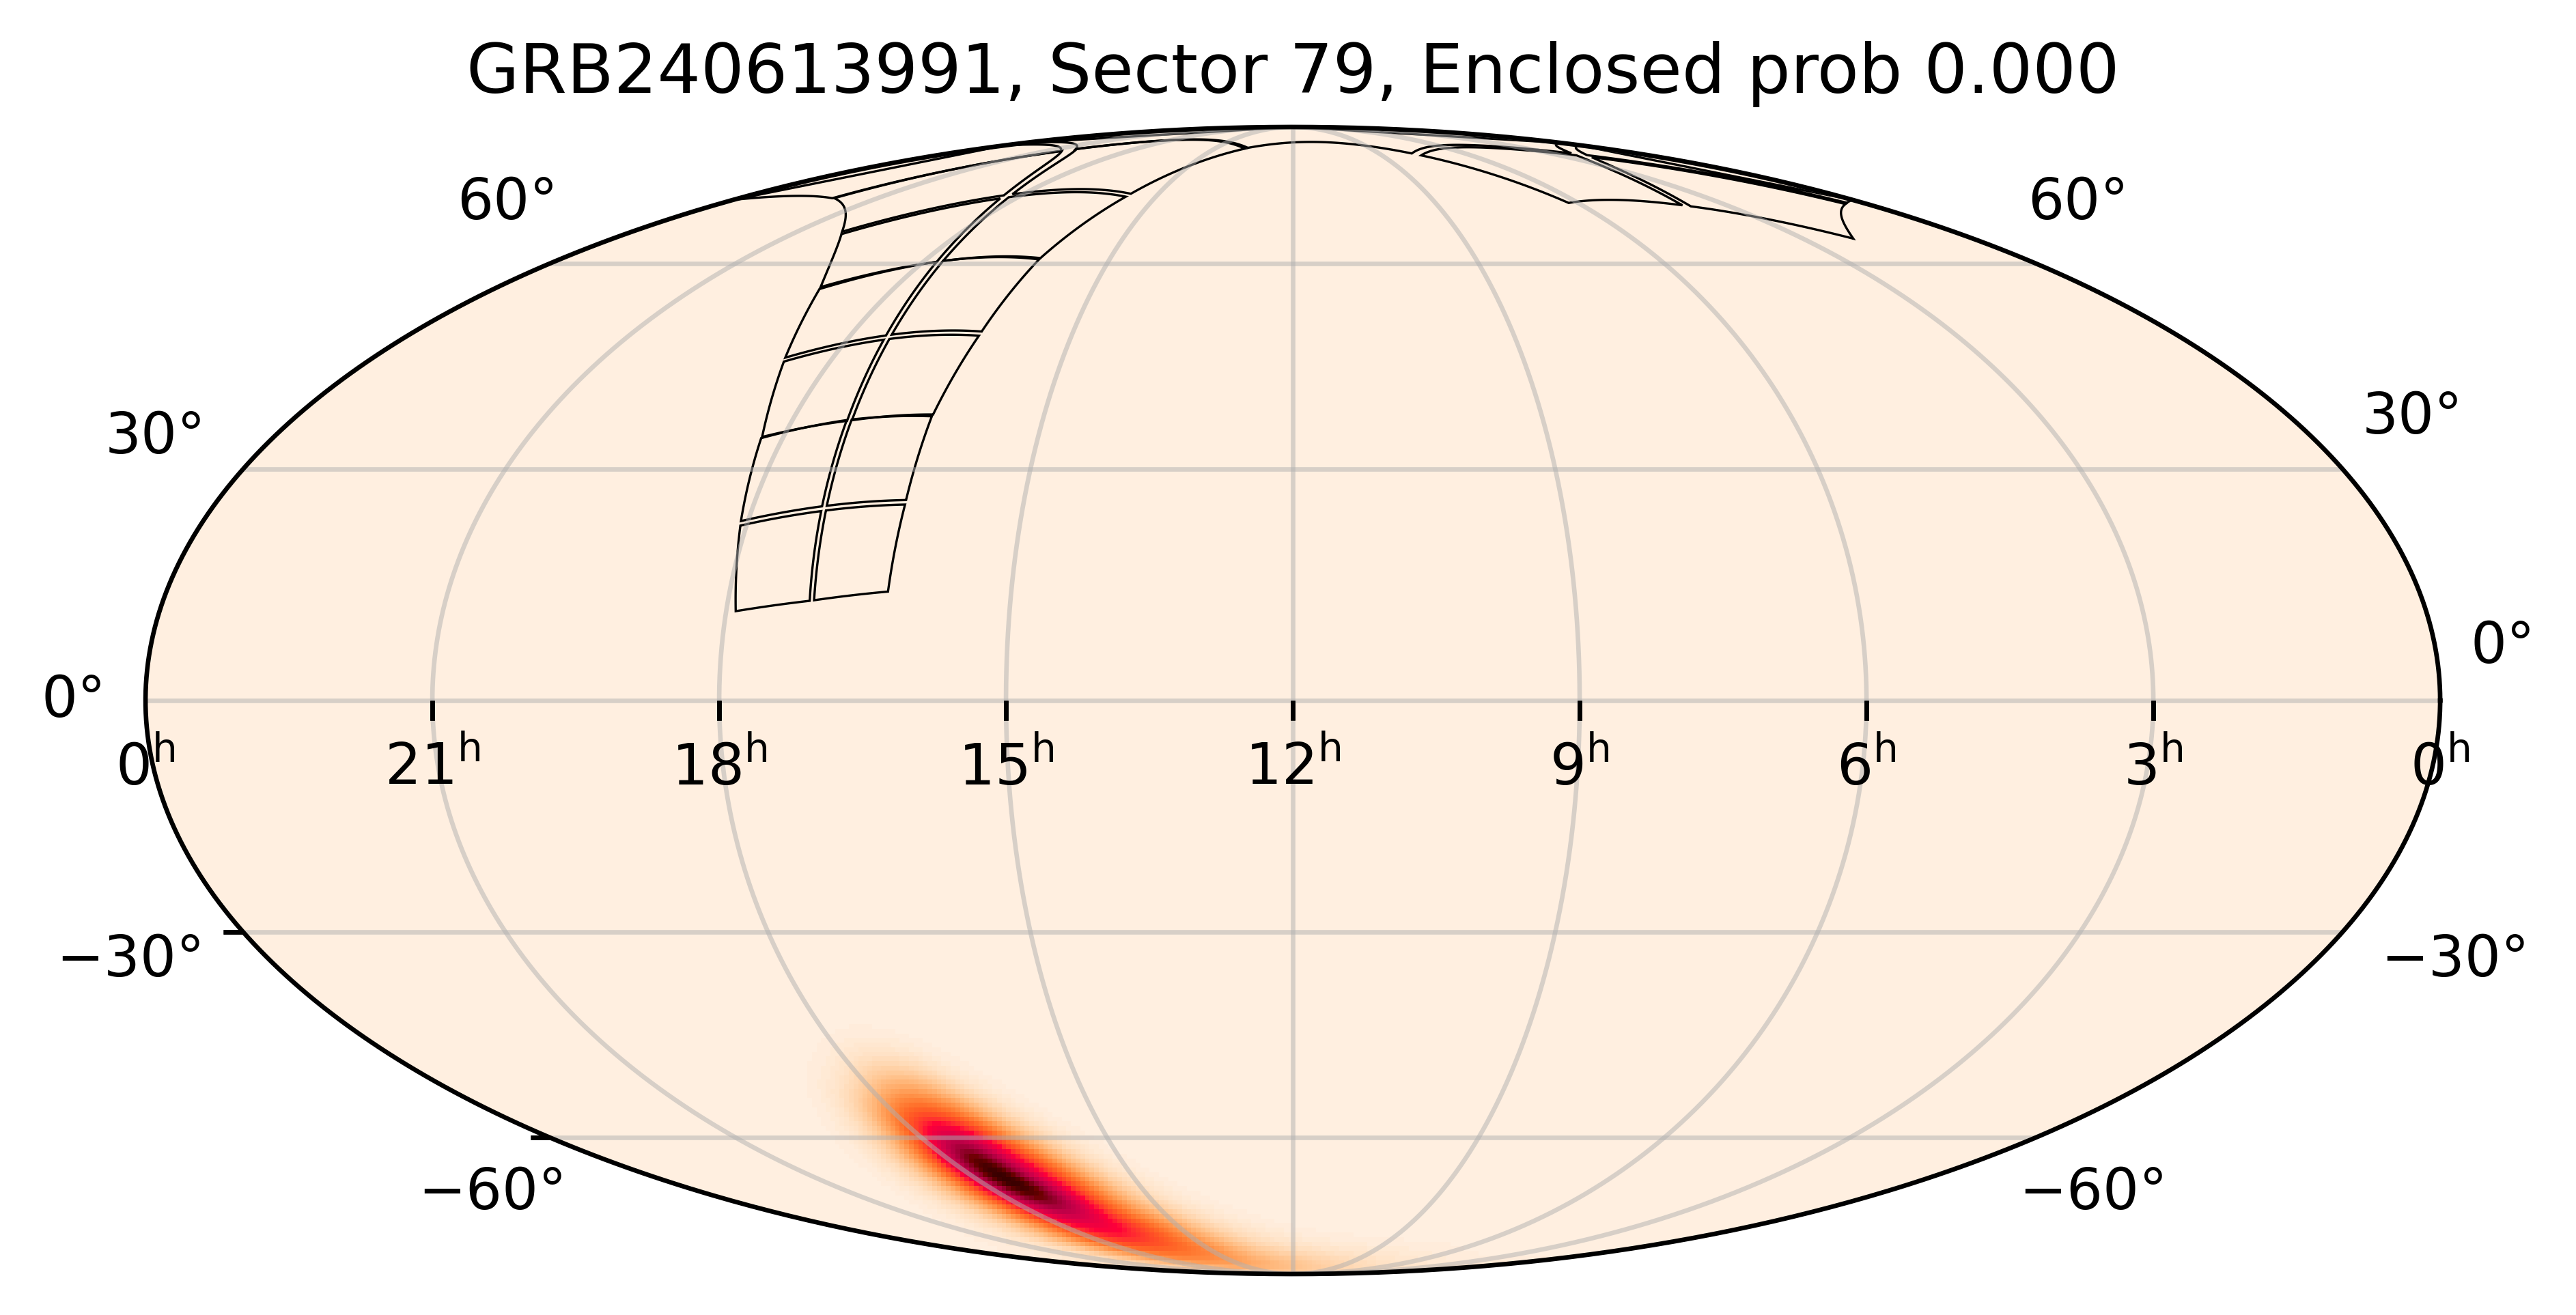 GRB240613991, Sector 79, Enclosed prob 0.000
60° 60°
30° 30°
0° 0°
0ʰ 21ʰ 18ʰ 15ʰ 12ʰ 9ʰ 6ʰ 3ʰ 0ʰ
−30° −30°
−60° −60°